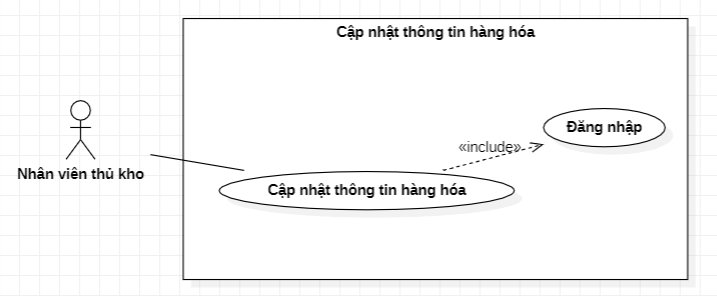 Cập nhật thông tin hàng hóa
Đăng nhập
«include»
Nhân viên thủ kho
Cập nhật thông tin hàng hóa